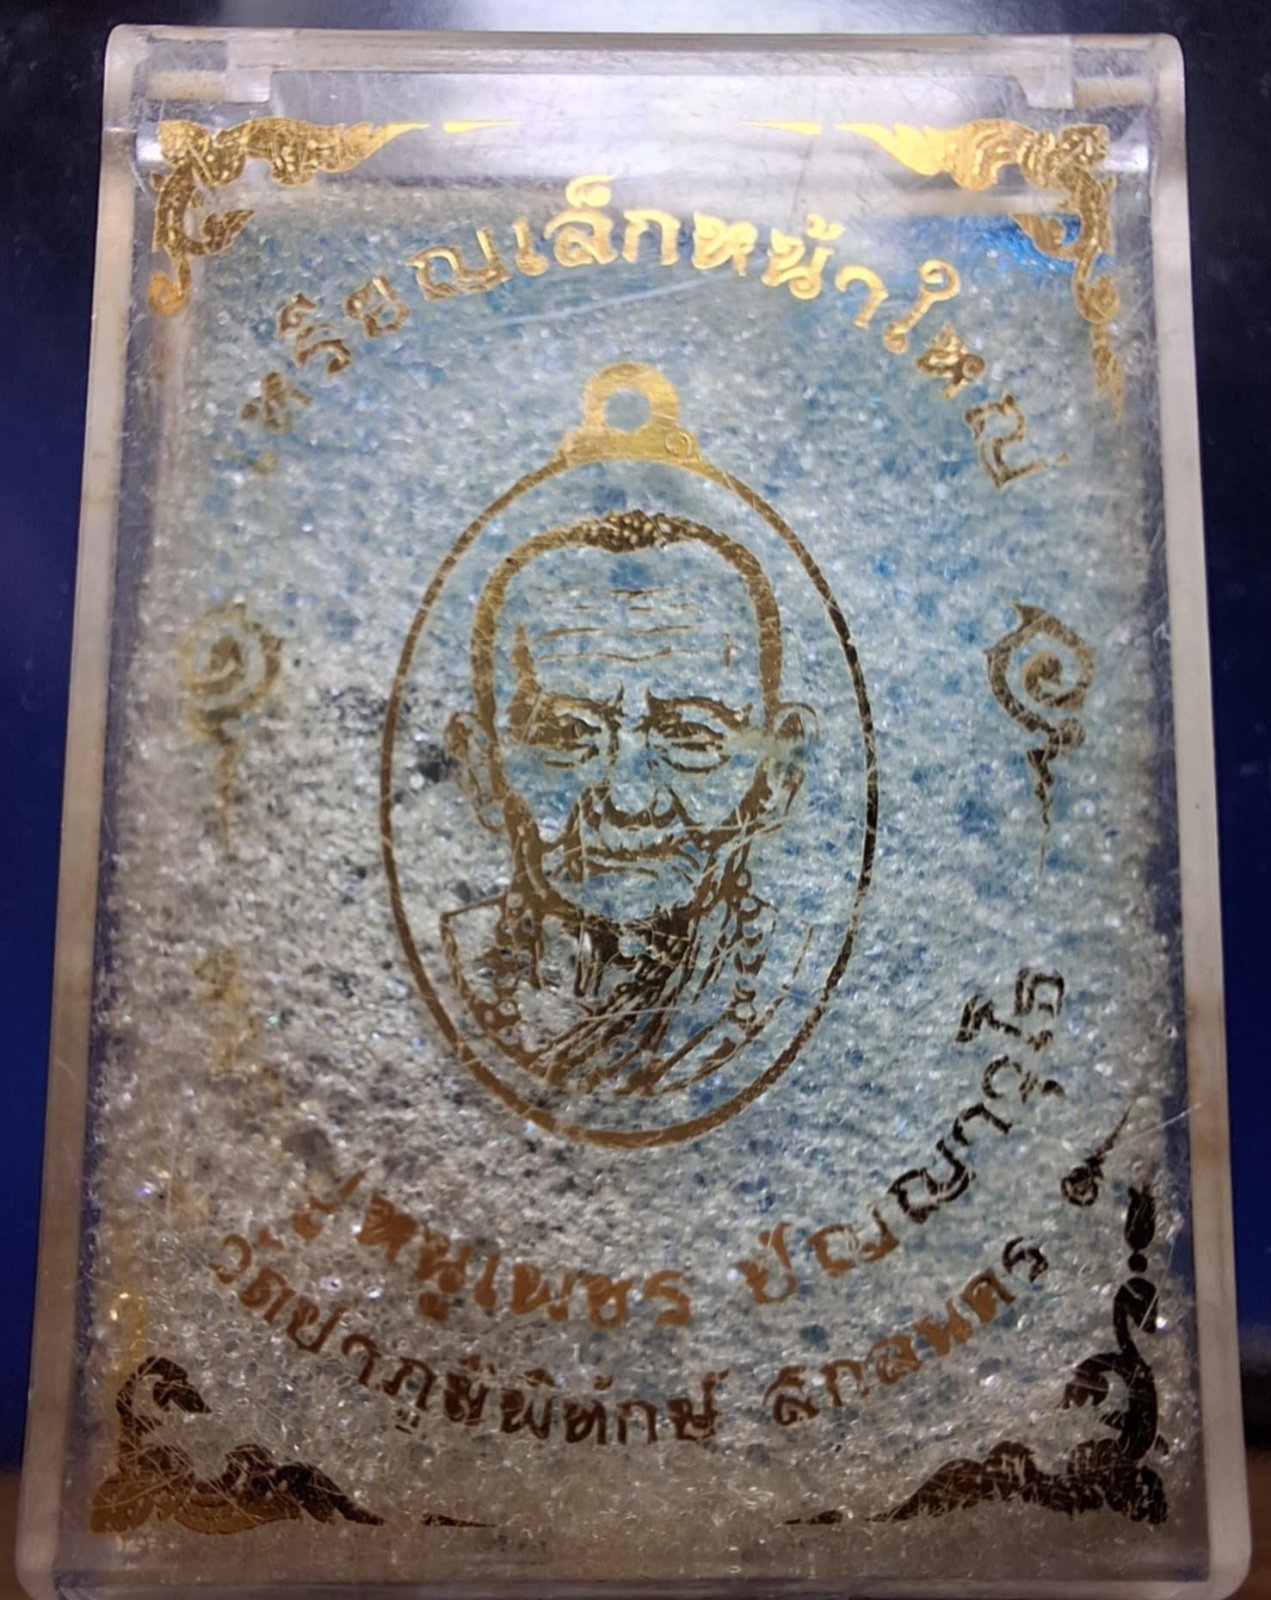 เหรียญเล็กหน้าใหญ่
ปู่หนูเพชร ปัญญาวุโธ
วัดป่าภูมิพิทักษ์ สกลนคร